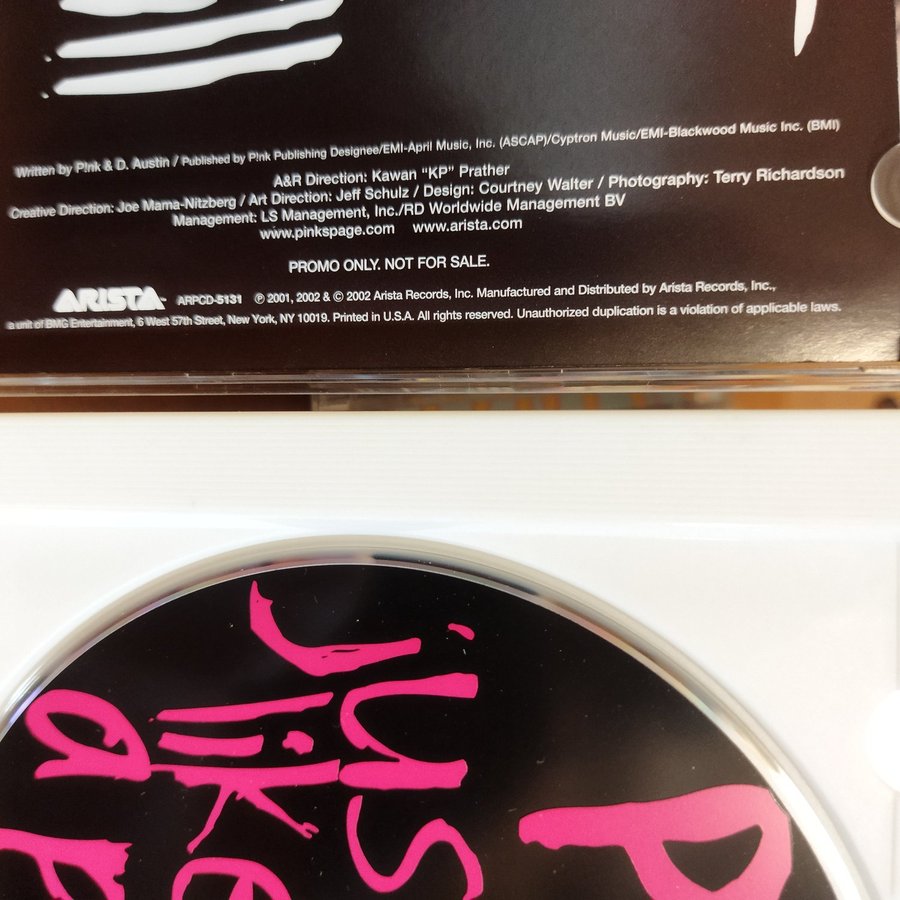 Written by P!nk & D. Austin / Published by P!nk Publishing Designee/EMI-April Music, Inc. (ASCAP)/Cyptron Music/EMI-Blackwood Music Inc. (BMI)
A&R Direction: Kawan "KP" Prather
Creative Direction: Joe Mama-Nitzberg / Art Direction: Jeff Schulz / Design: Courtney Walter / Photography: Terry Richardson
Management: LS Management, Inc./RD Worldwide Management BV
www.pinkspage.com www.arista.com
PROMO ONLY. NOT FOR SALE.
ARISTA ARPCD-5131 ℗ 2001, 2002 & © 2002 Arista Records, Inc. Manufactured and Distributed by Arista Records, Inc.,
a unit of BMG Entertainment, 6 West 57th Street, New York, NY 10019. Printed in U.S.A. All rights reserved. Unauthorized duplication is a violation of applicable laws.
P
jus
like
a p